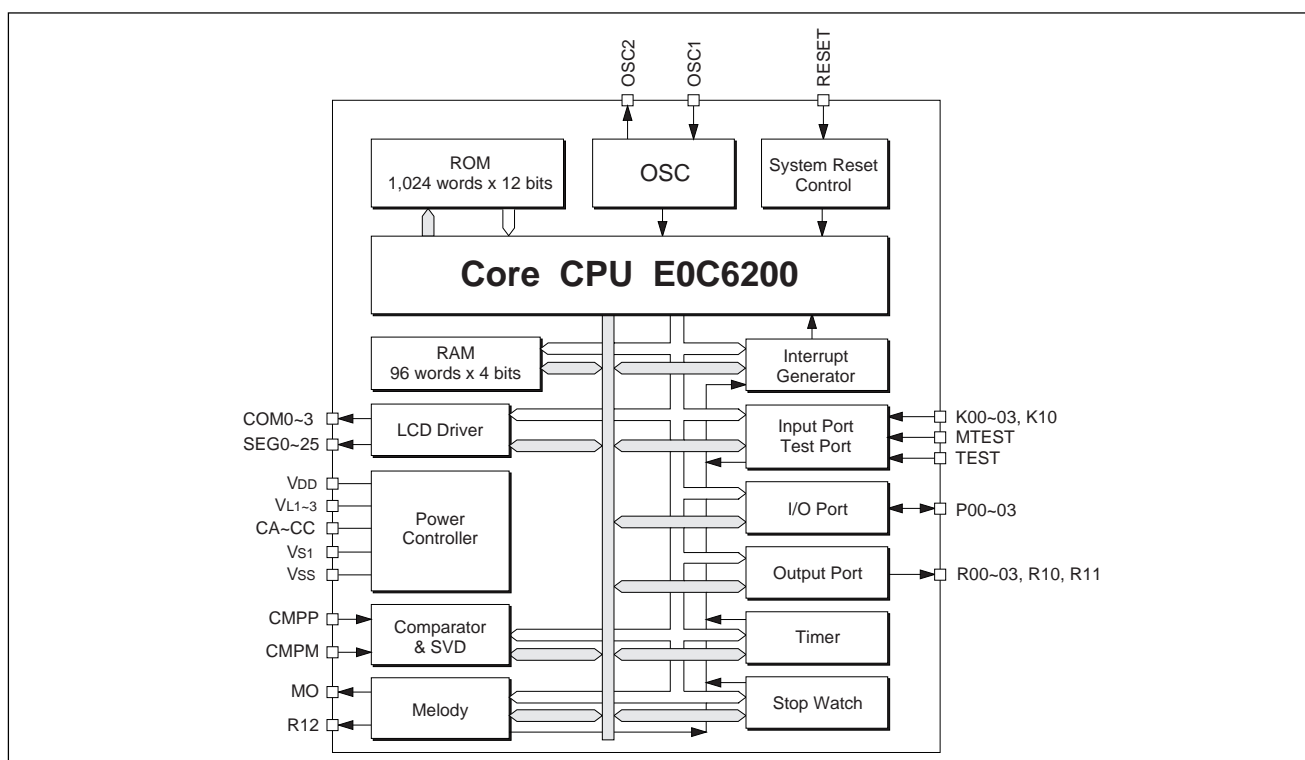 OSC2
OSC1
RESET
ROM
1,024 words x 12 bits
OSC
System Reset
Control
Core CPU E0C6200
RAM
96 words x 4 bits
Interrupt
Generator
COM0~3
SEG0~25
LCD Driver
Input Port
Test Port
K00~03, K10
MTEST
TEST
VDD
VL1~3
CA~CC
VS1
VSS
Power
Controller
I/O Port
P00~03
Output Port
R00~03, R10, R11
CMPP
CMPM
Comparator
& SVD
Timer
MO
R12
Melody
Stop Watch